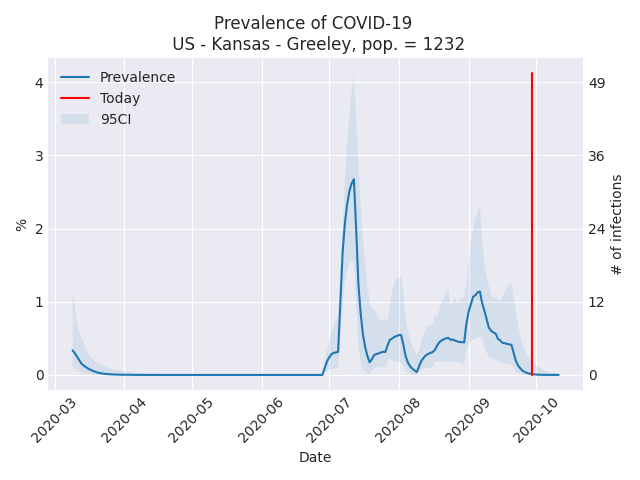 Prevalence of COVID-19
US - Kansas - Greeley, pop. = 1232
Prevalence
Today
95CI
4
3
2
1
0
%
49
36
24
12
0
# of infections
2020-03
2020-04
2020-05
2020-06
2020-07
2020-08
2020-09
2020-10
Date